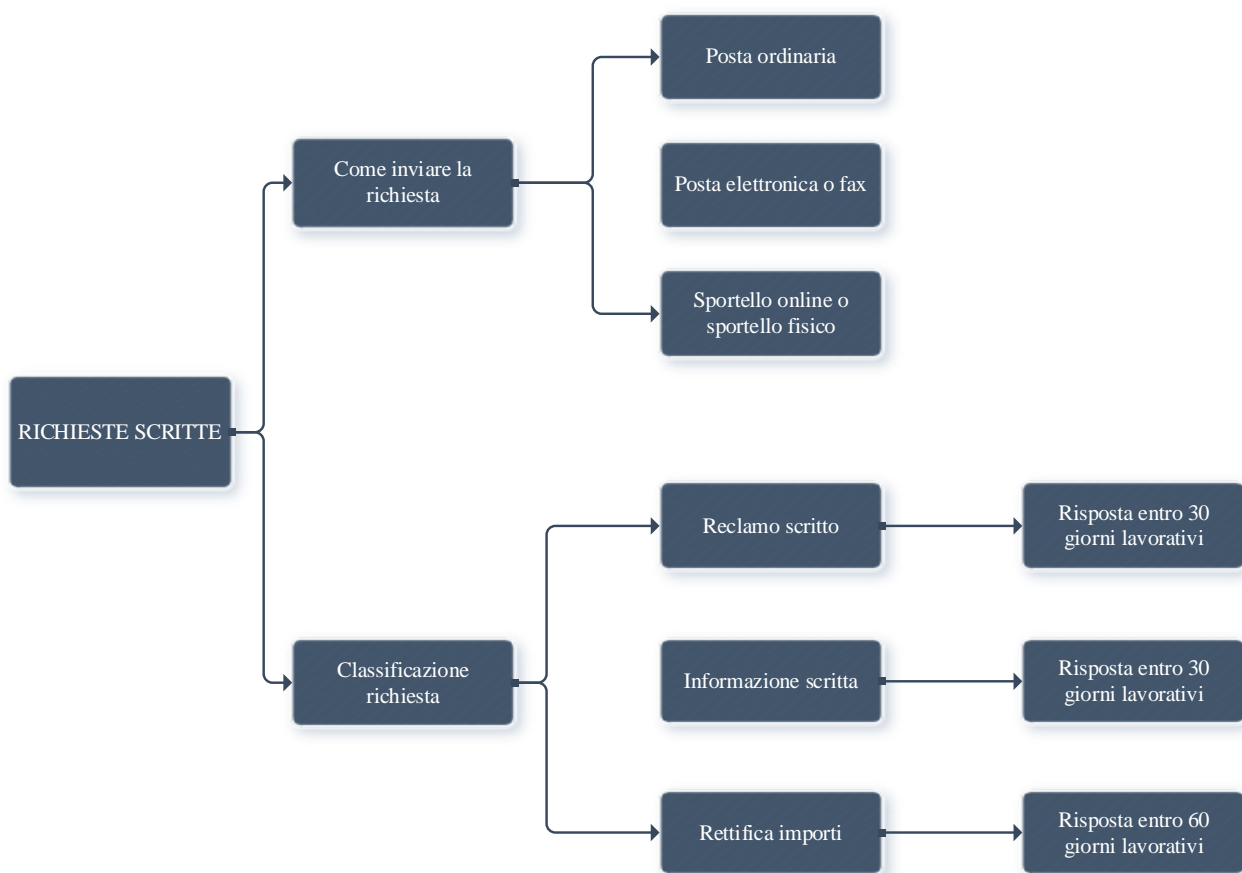 Posta ordinaria
Come inviare la
richiesta
Posta elettronica o fax
Sportello online o
sportello fisico
RICHIESTE SCRITTE
Reclamo scritto
Risposta entro 30
giorni lavorativi
Classificazione
richiesta
Informazione scritta
Risposta entro 30
giorni lavorativi
Rettifica importi
Risposta entro 60
giorni lavorativi